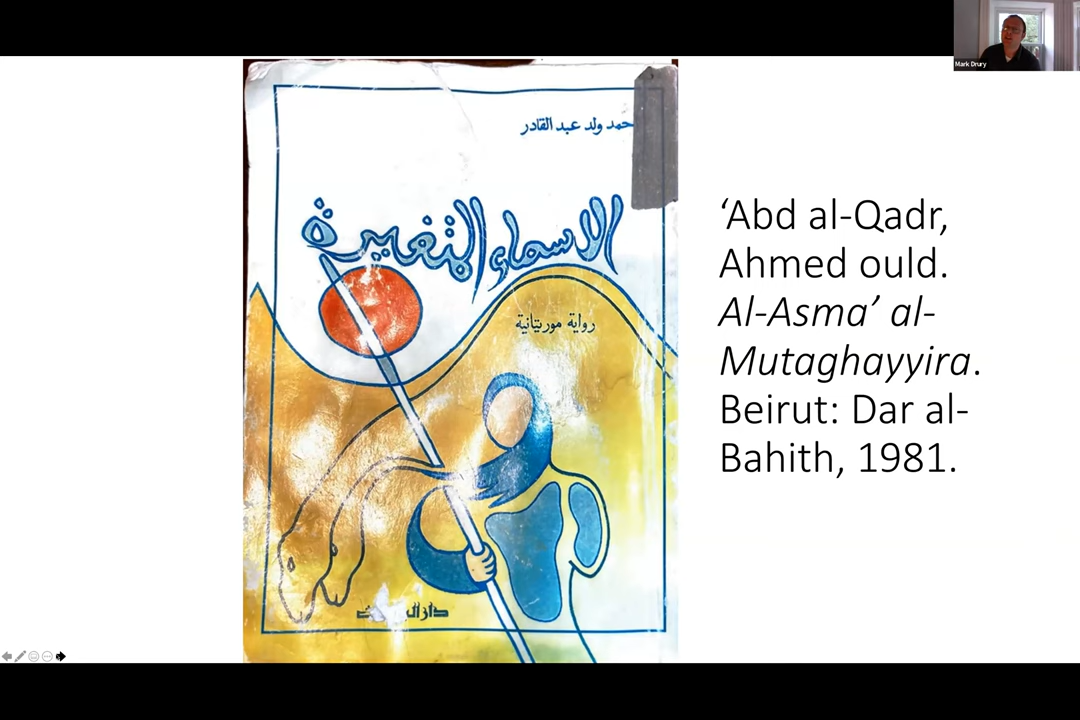 Mark Drury
حمد ولد عبد القادر
الاسماء المتغيرة
رواية موريتانية
‘Abd al-Qadr,
Ahmed ould.
Al-Asma’ al-
Mutaghayyira.
Beirut: Dar al-
Bahith, 1981.